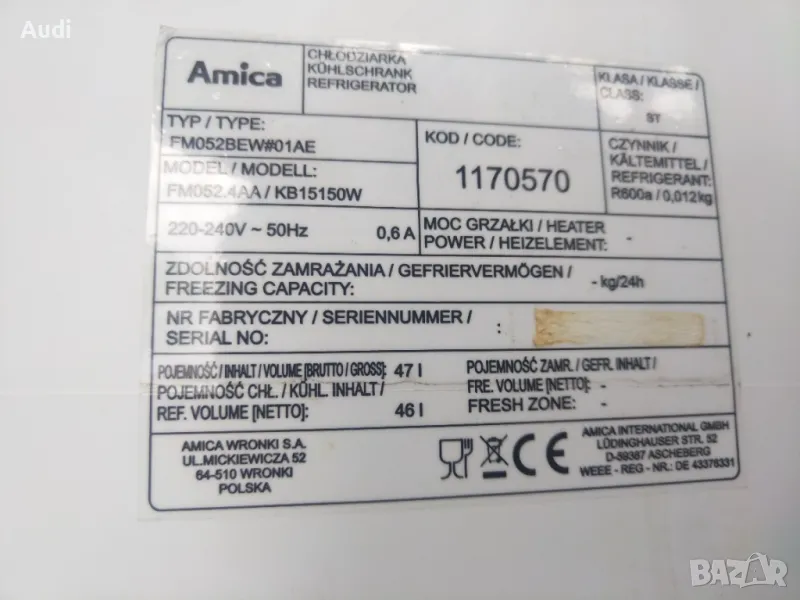 Audi
Amica
CHŁODZIARKA
KÜHLSCHRANK
REFRIGERATOR
KLASA / KLASSE /
CLASS:
ST
TYP / TYPE:
FM052BEW#01AE
MODEL / MODELL:
FM052.4AA / KB15150W
KOD / CODE:
1170570
CZYNNIK /
KÄLTEMITTEL /
REFRIGERANT:
R600a / 0,012kg
220-240V ~ 50Hz 0,6 A
MOC GRZAŁKI / HEATER
POWER / HEIZELEMENT: -
ZDOLNOŚĆ ZAMRAŻANIA / GEFRIERVERMÖGEN /
FREEZING CAPACITY: - kg/24h
NR FABRYCZNY / SERIENNUMMER /
SERIAL NO: :
POJEMNOŚĆ / INHALT / VOLUME [BRUTTO / GROSS]: 47 l
POJEMNOŚĆ CHŁ. / KÜHL. INHALT /
REF. VOLUME [NETTO]: 46 l
POJEMNOŚĆ ZAMR. / GEFR. INHALT /
FRE. VOLUME [NETTO]: -
FRESH ZONE: -
AMICA WRONKI S.A.
UL.MICKIEWICZA 52
64-510 WRONKI
POLSKA
CE
AMICA INTERNATIONAL GMBH
LÜDINGHAUSER STR. 52
D-59387 ASCHEBERG
WEEE - REG - NR.: DE 43376331
BAZAR